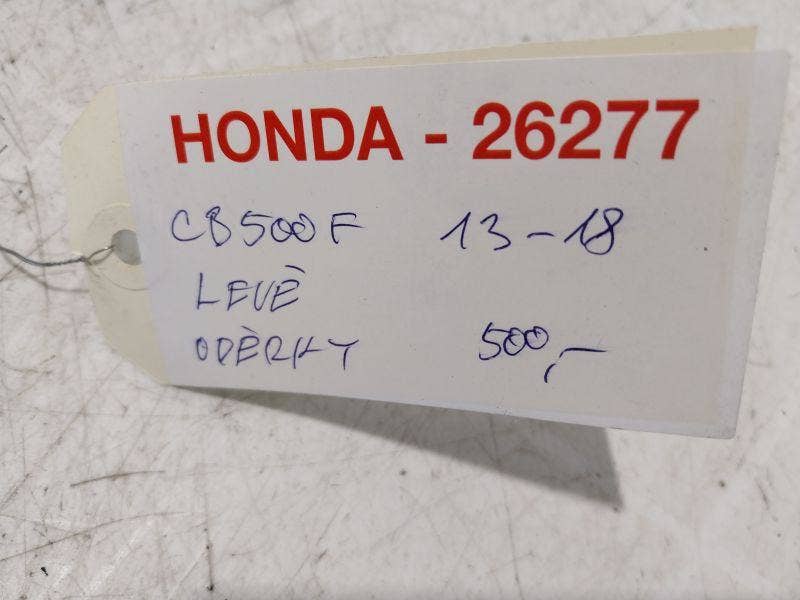 HONDA - 26277
CB500F 13-18
LEVÉ
ODĚRKY 500,-